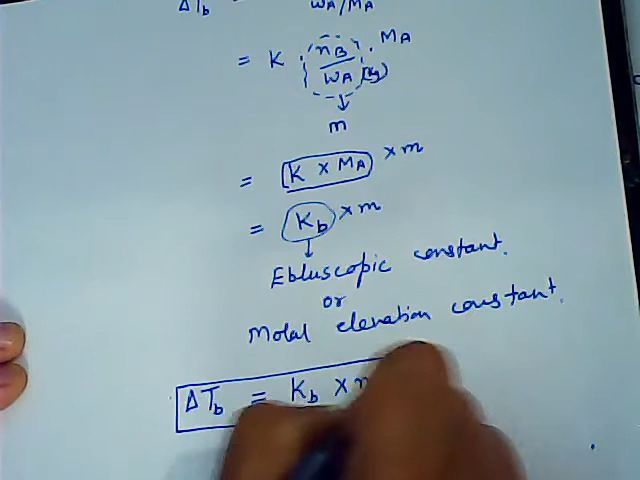 ΔTb WA/MA
= K . nB/WA(kg) . MA
m
= K × MA × m
= Kb × m
Ebluscopic constant.
or
Molal elevation constant.
ΔTb = Kb × m